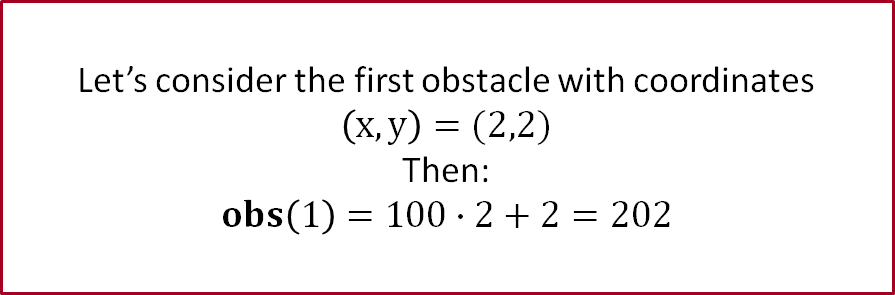 Let’s consider the first obstacle with coordinates
(x, y) = (2,2)
Then:
obs(1) = 100 · 2 + 2 = 202